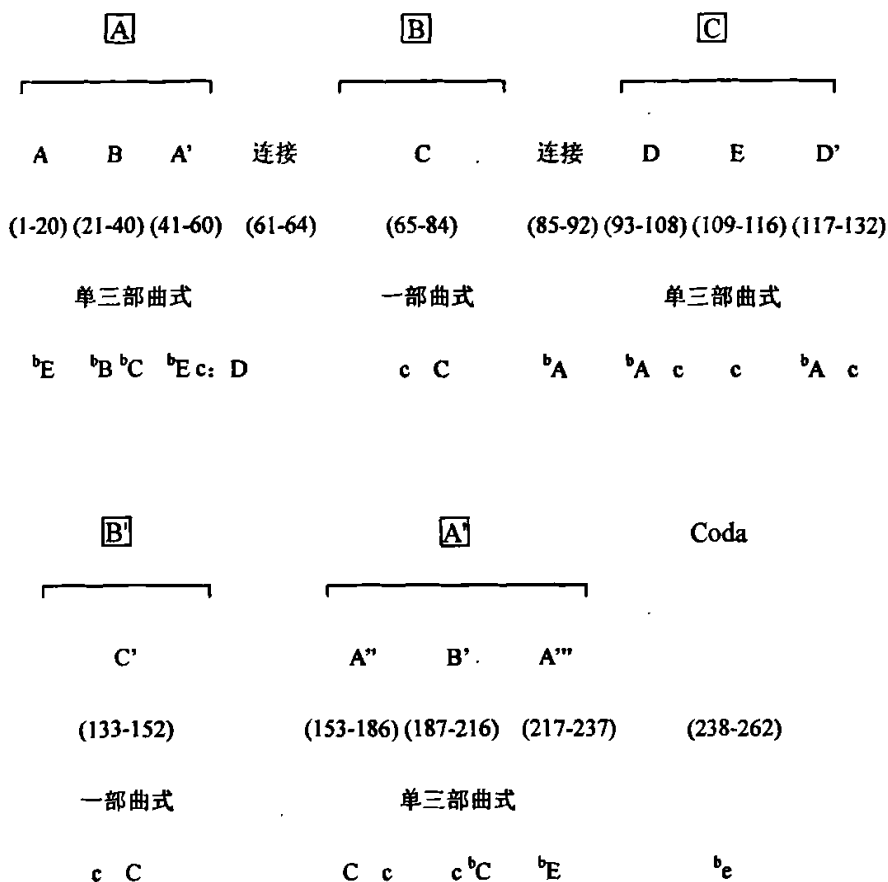 A B C
A B A' 连接 C 连接 D E D'
(1-20) (21-40) (41-60) (61-64) (65-84) (85-92) (93-108) (109-116) (117-132)
单三部曲式 一部曲式 单三部曲式
ᵇE ᵇB ᵇC ᵇE c: D c C ᵇA ᵇA c c ᵇA c
B' A' Coda
C' A'' B' A'''
(133-152) (153-186) (187-216) (217-237) (238-262)
一部曲式 单三部曲式
c C C c c ᵇC ᵇE ᵇe